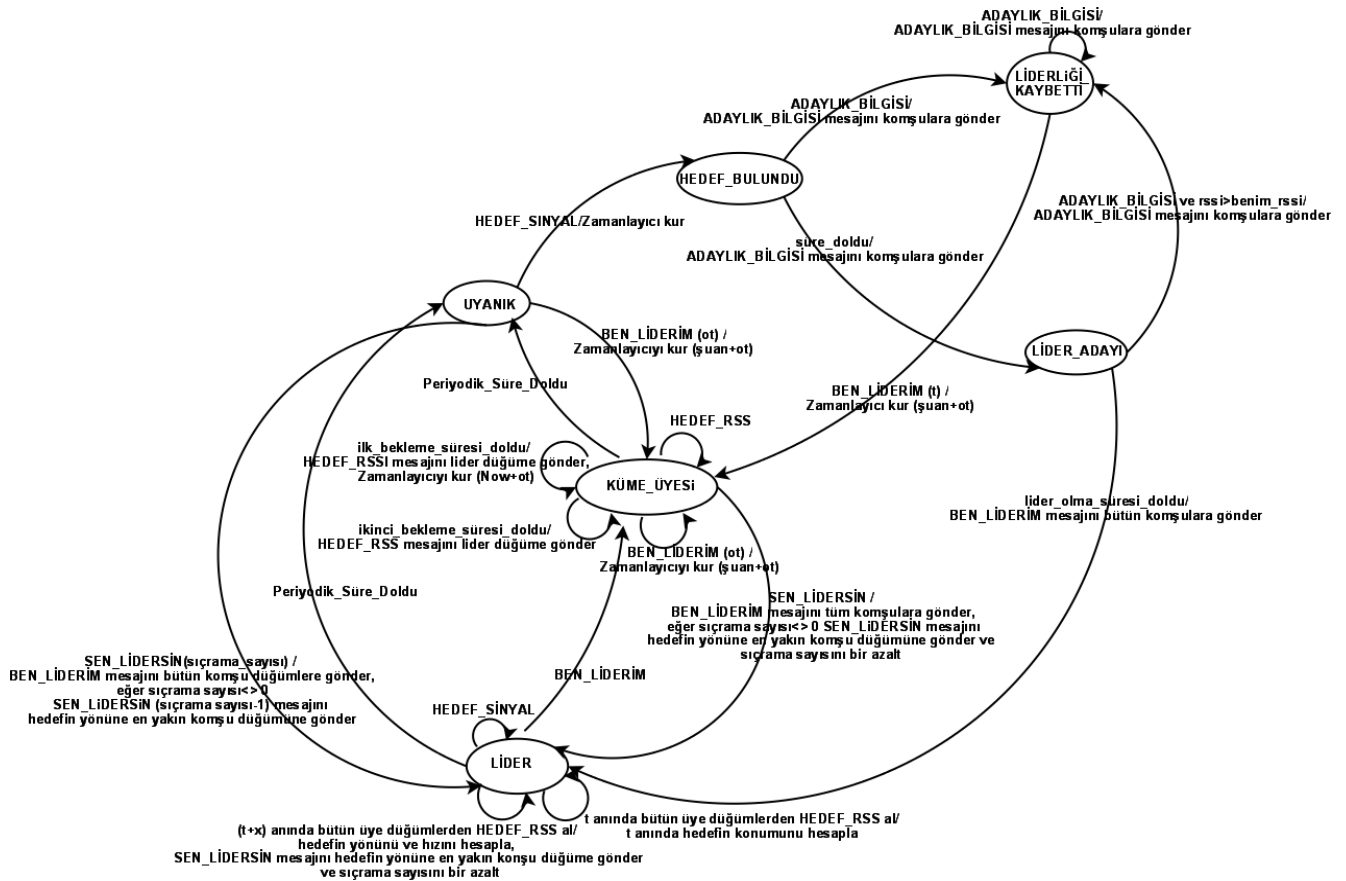 ADAYLIK_BİLGİSİ/
ADAYLIK_BİLGİSİ mesajını komşulara gönder
LİDERLiĞİ_
KAYBETTİ
ADAYLIK_BİLGİSİ/
ADAYLIK_BİLGİSİ mesajını komşulara gönder
HEDEF_BULUNDU
ADAYLIK_BİLGİSİ ve rssi>benim_rssi/
ADAYLIK_BİLGİSİ mesajını komşulara gönder
HEDEF_SINYAL/Zamanlayıcı kur
süre_doldu/
ADAYLIK_BİLGİSİ mesajını komşulara gönder
UYANIK
BEN_LİDERİM (ot) /
Zamanlayıcıyı kur (şuan+ot)
LİDER_ADAYI
Periyodik_Süre_Doldu
BEN_LİDERİM (t) /
Zamanlayıcı kur (şuan+ot)
HEDEF_RSS
ilk_bekleme_süresi_doldu/
HEDEF_RSSI mesajını lider düğüme gönder,
Zamanlayıcıyı kur (Now+ot)
KÜME_ÜYESi
lider_olma_süresi_doldu/
BEN_LİDERİM mesajını bütün komşulara gönder
ikinci_bekleme_süresi_doldu/
HEDEF_RSS mesajını lider düğüme gönder
BEN_LİDERİM (ot) /
Zamanlayıcıyı kur (şuan+ot)
Periyodik_Süre_Doldu
SEN_LİDERSİN /
BEN_LİDERİM mesajını tüm komşulara gönder,
eğer sıçrama sayısı<>0 SEN_LiDERSİN mesajını
hedefin yönüne en yakın komşu düğümüne gönder ve
sıçrama sayısını bir azalt
SEN_LİDERSİN(sıçrama_sayısı) /
BEN_LİDERİM mesajını bütün komşu düğümlere gönder,
eğer sıçrama sayısı<>0
SEN_LiDERSiN (sıçrama sayısı-1) mesajını
hedefin yönüne en yakın komşu düğümüne gönder
BEN_LİDERİM
HEDEF_SİNYAL
LİDER
t anında bütün üye düğümlerden HEDEF_RSS al/
t anında hedefin konumunu hesapla
(t+x) anında bütün üye düğümlerden HEDEF_RSS al/
hedefin yönünü ve hızını hesapla,
SEN_LİDERSİN mesajını hedefin yönüne en yakın konşu düğüme gönder
ve sıçrama sayısını bir azalt